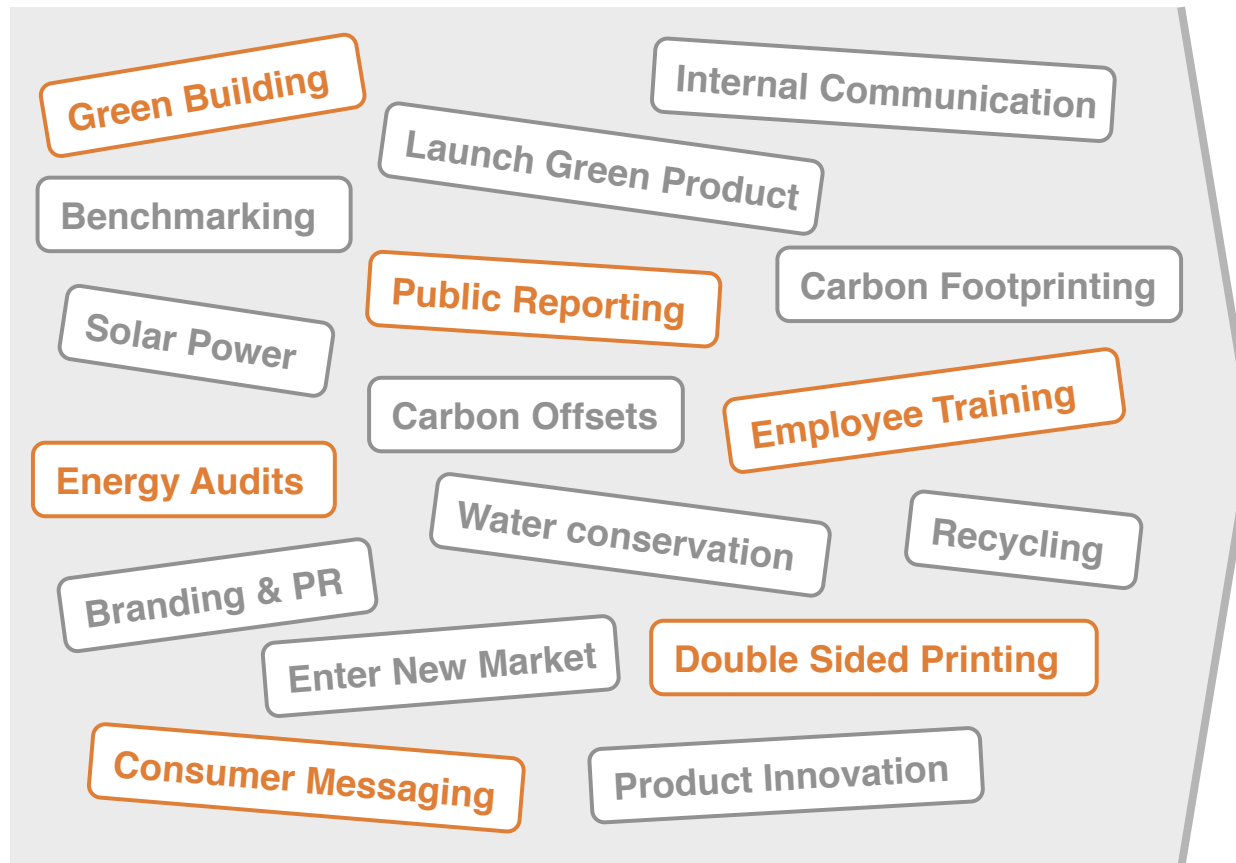 Green Building
Internal Communication
Launch Green Product
Benchmarking
Public Reporting
Carbon Footprinting
Solar Power
Carbon Offsets
Employee Training
Energy Audits
Water conservation
Recycling
Branding & PR
Enter New Market
Double Sided Printing
Consumer Messaging
Product Innovation